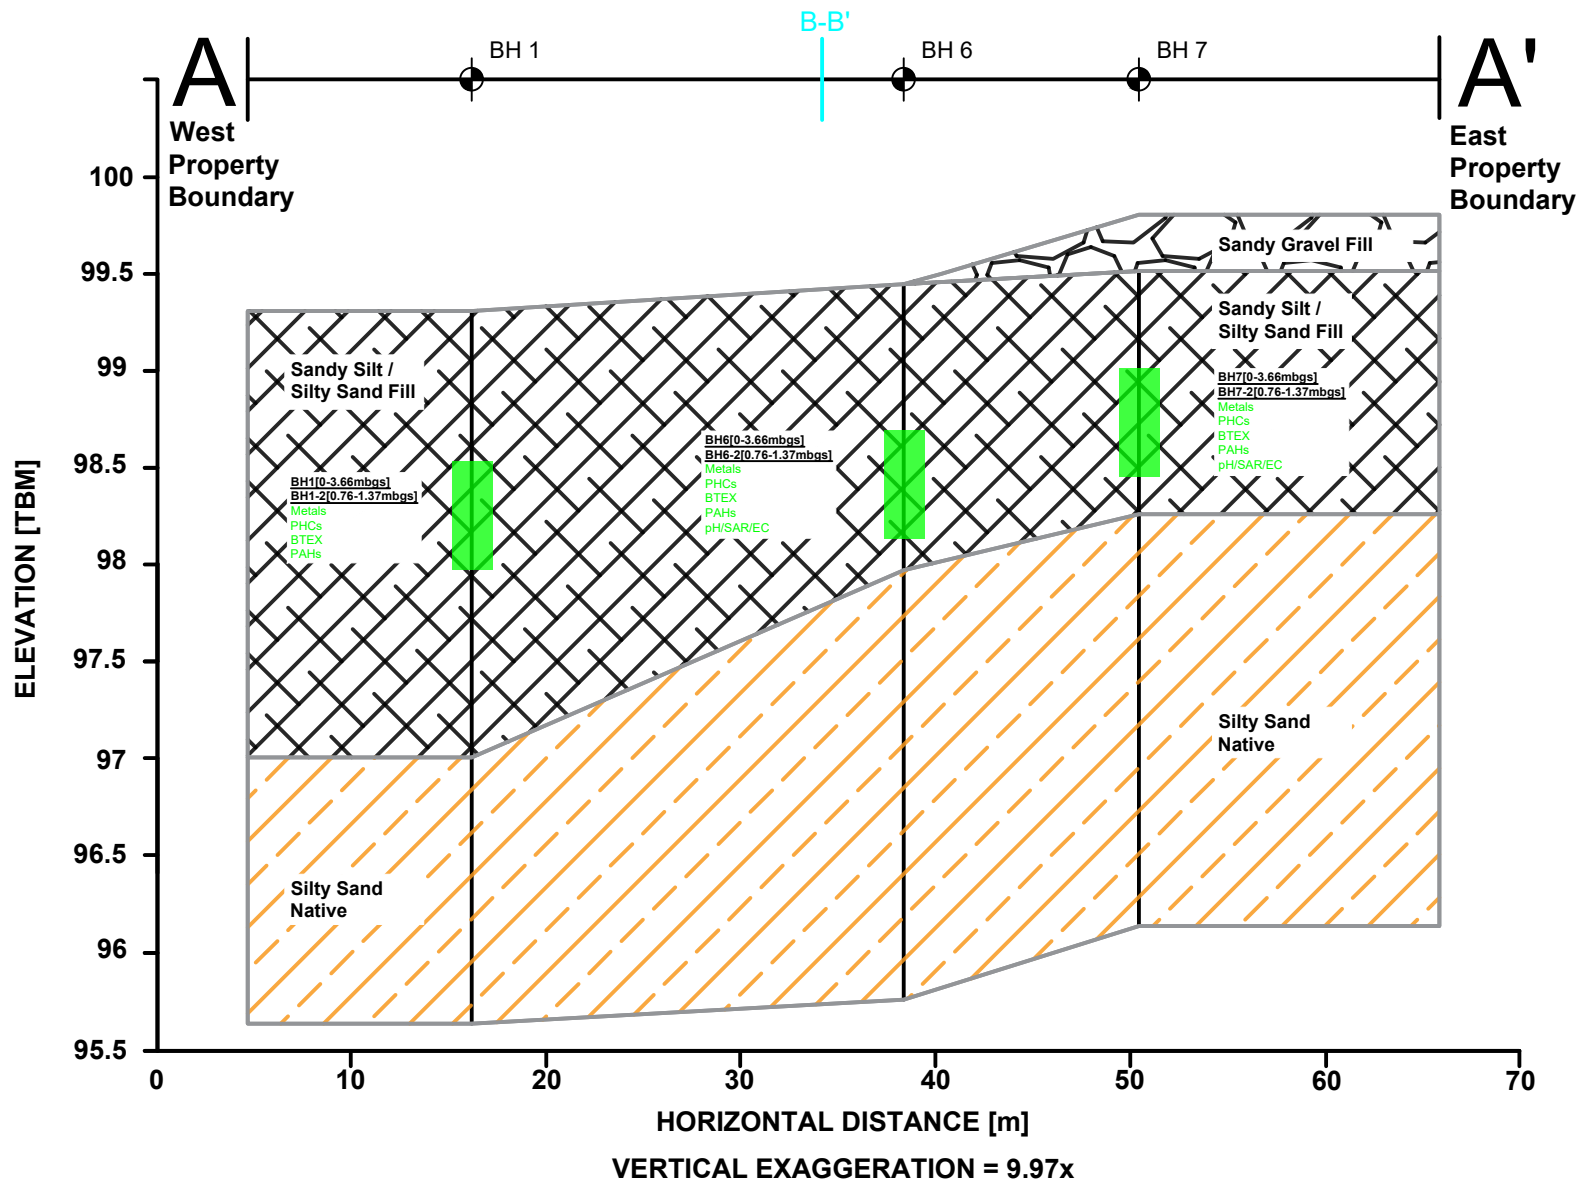 B-B'
A
BH 1
BH 6
BH 7
A'
West
Property
Boundary
East
Property
Boundary
100
99.5
99
98.5
98
97.5
97
96.5
96
95.5
ELEVATION [TBM]
Sandy Gravel Fill
Sandy Silt /
Silty Sand Fill
Sandy Silt /
Silty Sand Fill
BH1[0-3.66mbgs]
BH1-2[0.76-1.37mbgs]
Metals
PHCs
BTEX
PAHs
BH6[0-3.66mbgs]
BH6-2[0.76-1.37mbgs]
Metals
PHCs
BTEX
PAHs
pH/SAR/EC
BH7[0-3.66mbgs]
BH7-2[0.76-1.37mbgs]
Metals
PHCs
BTEX
PAHs
pH/SAR/EC
Silty Sand
Native
Silty Sand
Native
0
10
20
30
40
50
60
70
HORIZONTAL DISTANCE [m]
VERTICAL EXAGGERATION = 9.97x